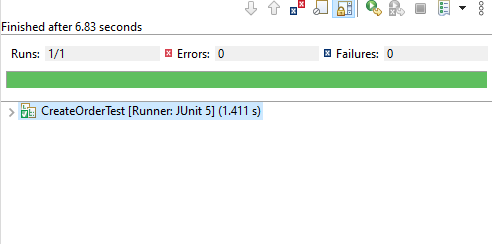 Finished after 6.83 seconds
Runs: 1/1 Errors: 0 Failures: 0
CreateOrderTest [Runner: JUnit 5] (1.411 s)